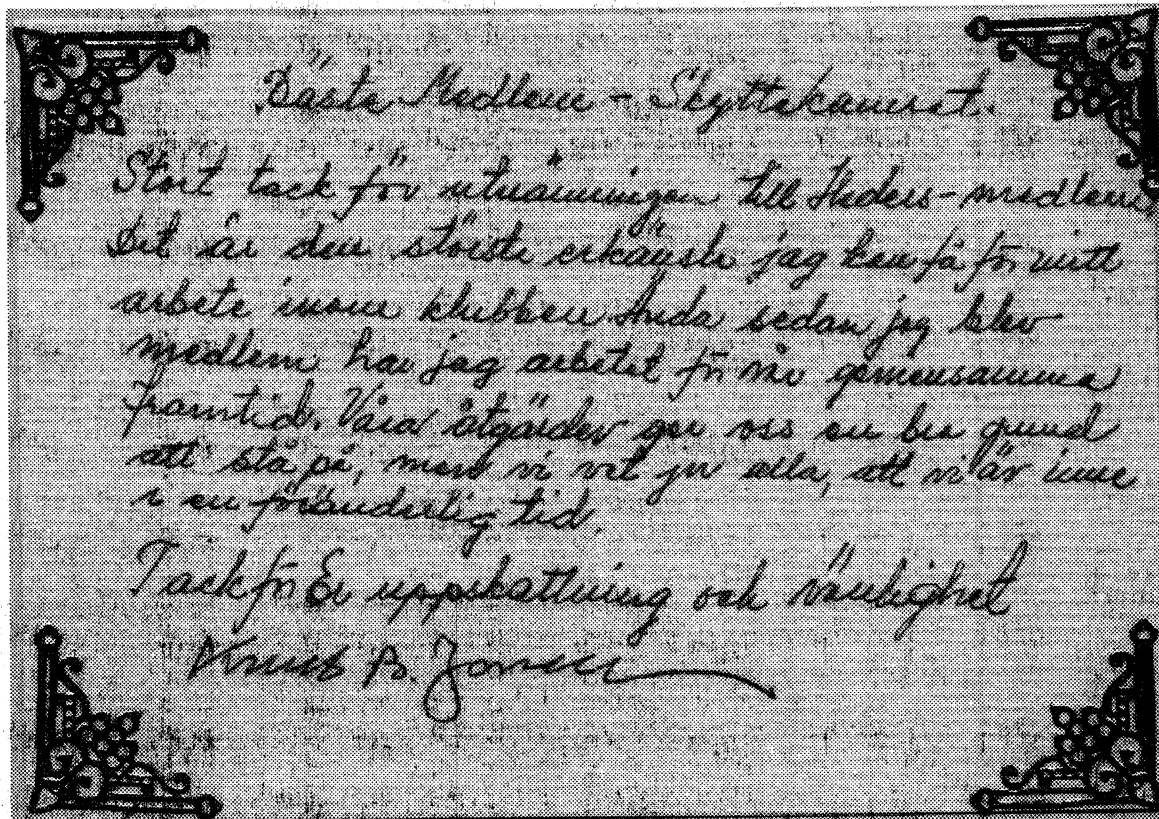 Bästa Medlem - Skyttekamrat.
Stort tack för utnämningen till Heders-medlem.
Det är den största erkänsla jag kan få för mitt
arbete inom klubben. Ända sedan jag blev
medlem har jag arbetet för vår gemensamma
framtid. Våra åtgärder ger oss en bra grund
att stå på, men vi vet ju alla, att vi är inne
i en föränderlig tid.
Tack för Er uppskattning och vänlighet
Knut B.